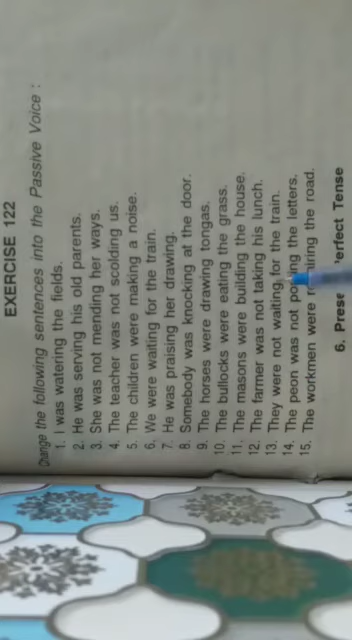 EXERCISE 122
Change the following sentences into the Passive Voice :
1. I was watering the fields.
2. He was serving his old parents.
3. She was not mending her ways.
4. The teacher was not scolding us.
5. The children were making a noise.
6. We were waiting for the train.
7. He was praising her drawing.
8. Somebody was knocking at the door.
9. The horses were drawing tongas.
10. The bullocks were eating the grass.
11. The masons were building the house.
12. The farmer was not taking his lunch.
13. They were not waiting for the train.
14. The peon was not the letters.
15. The workmen were the road.
6. Tense